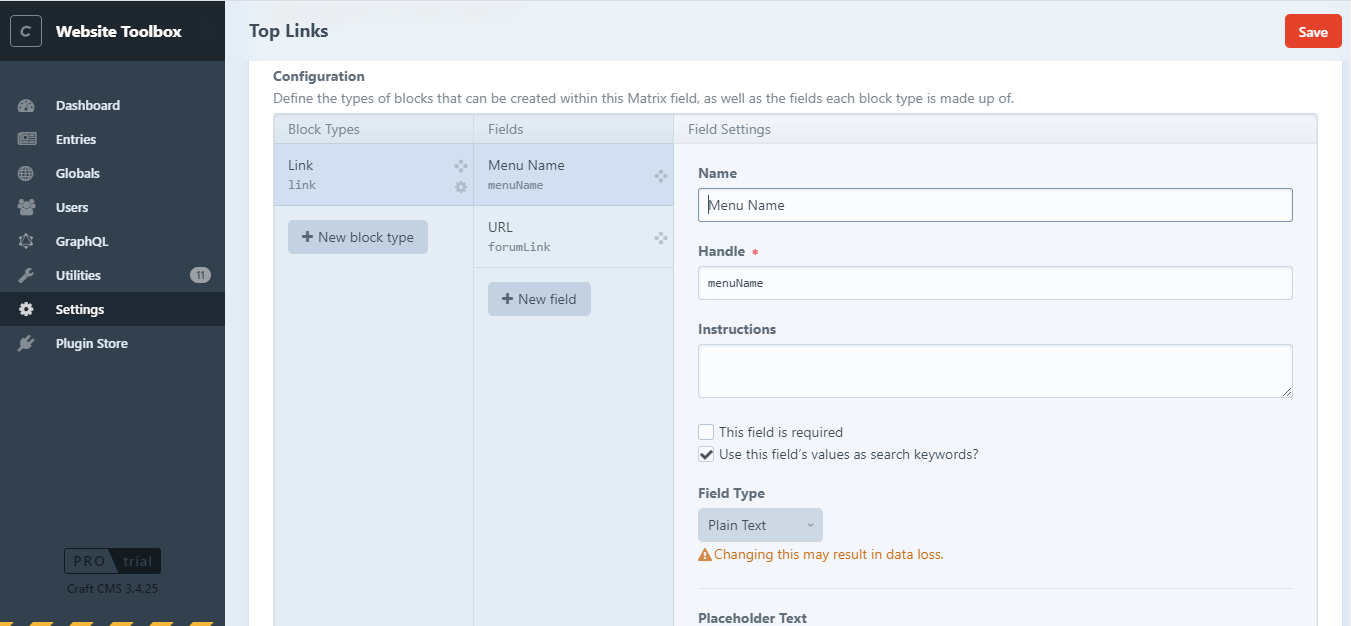 C Website Toolbox
Dashboard
Entries
Globals
Users
GraphQL
Utilities 11
Settings
Plugin Store
PRO trial
Craft CMS 3.4.25
Top Links
Save
Configuration
Define the types of blocks that can be created within this Matrix field, as well as the fields each block type is made up of.
Block Types
Link
link
New block type
Fields
Menu Name
menuName
URL
forumLink
New field
Field Settings
Name
Menu Name
Handle *
menuName
Instructions
This field is required
Use this field's values as search keywords?
Field Type
Plain Text
Changing this may result in data loss.
Placeholder Text